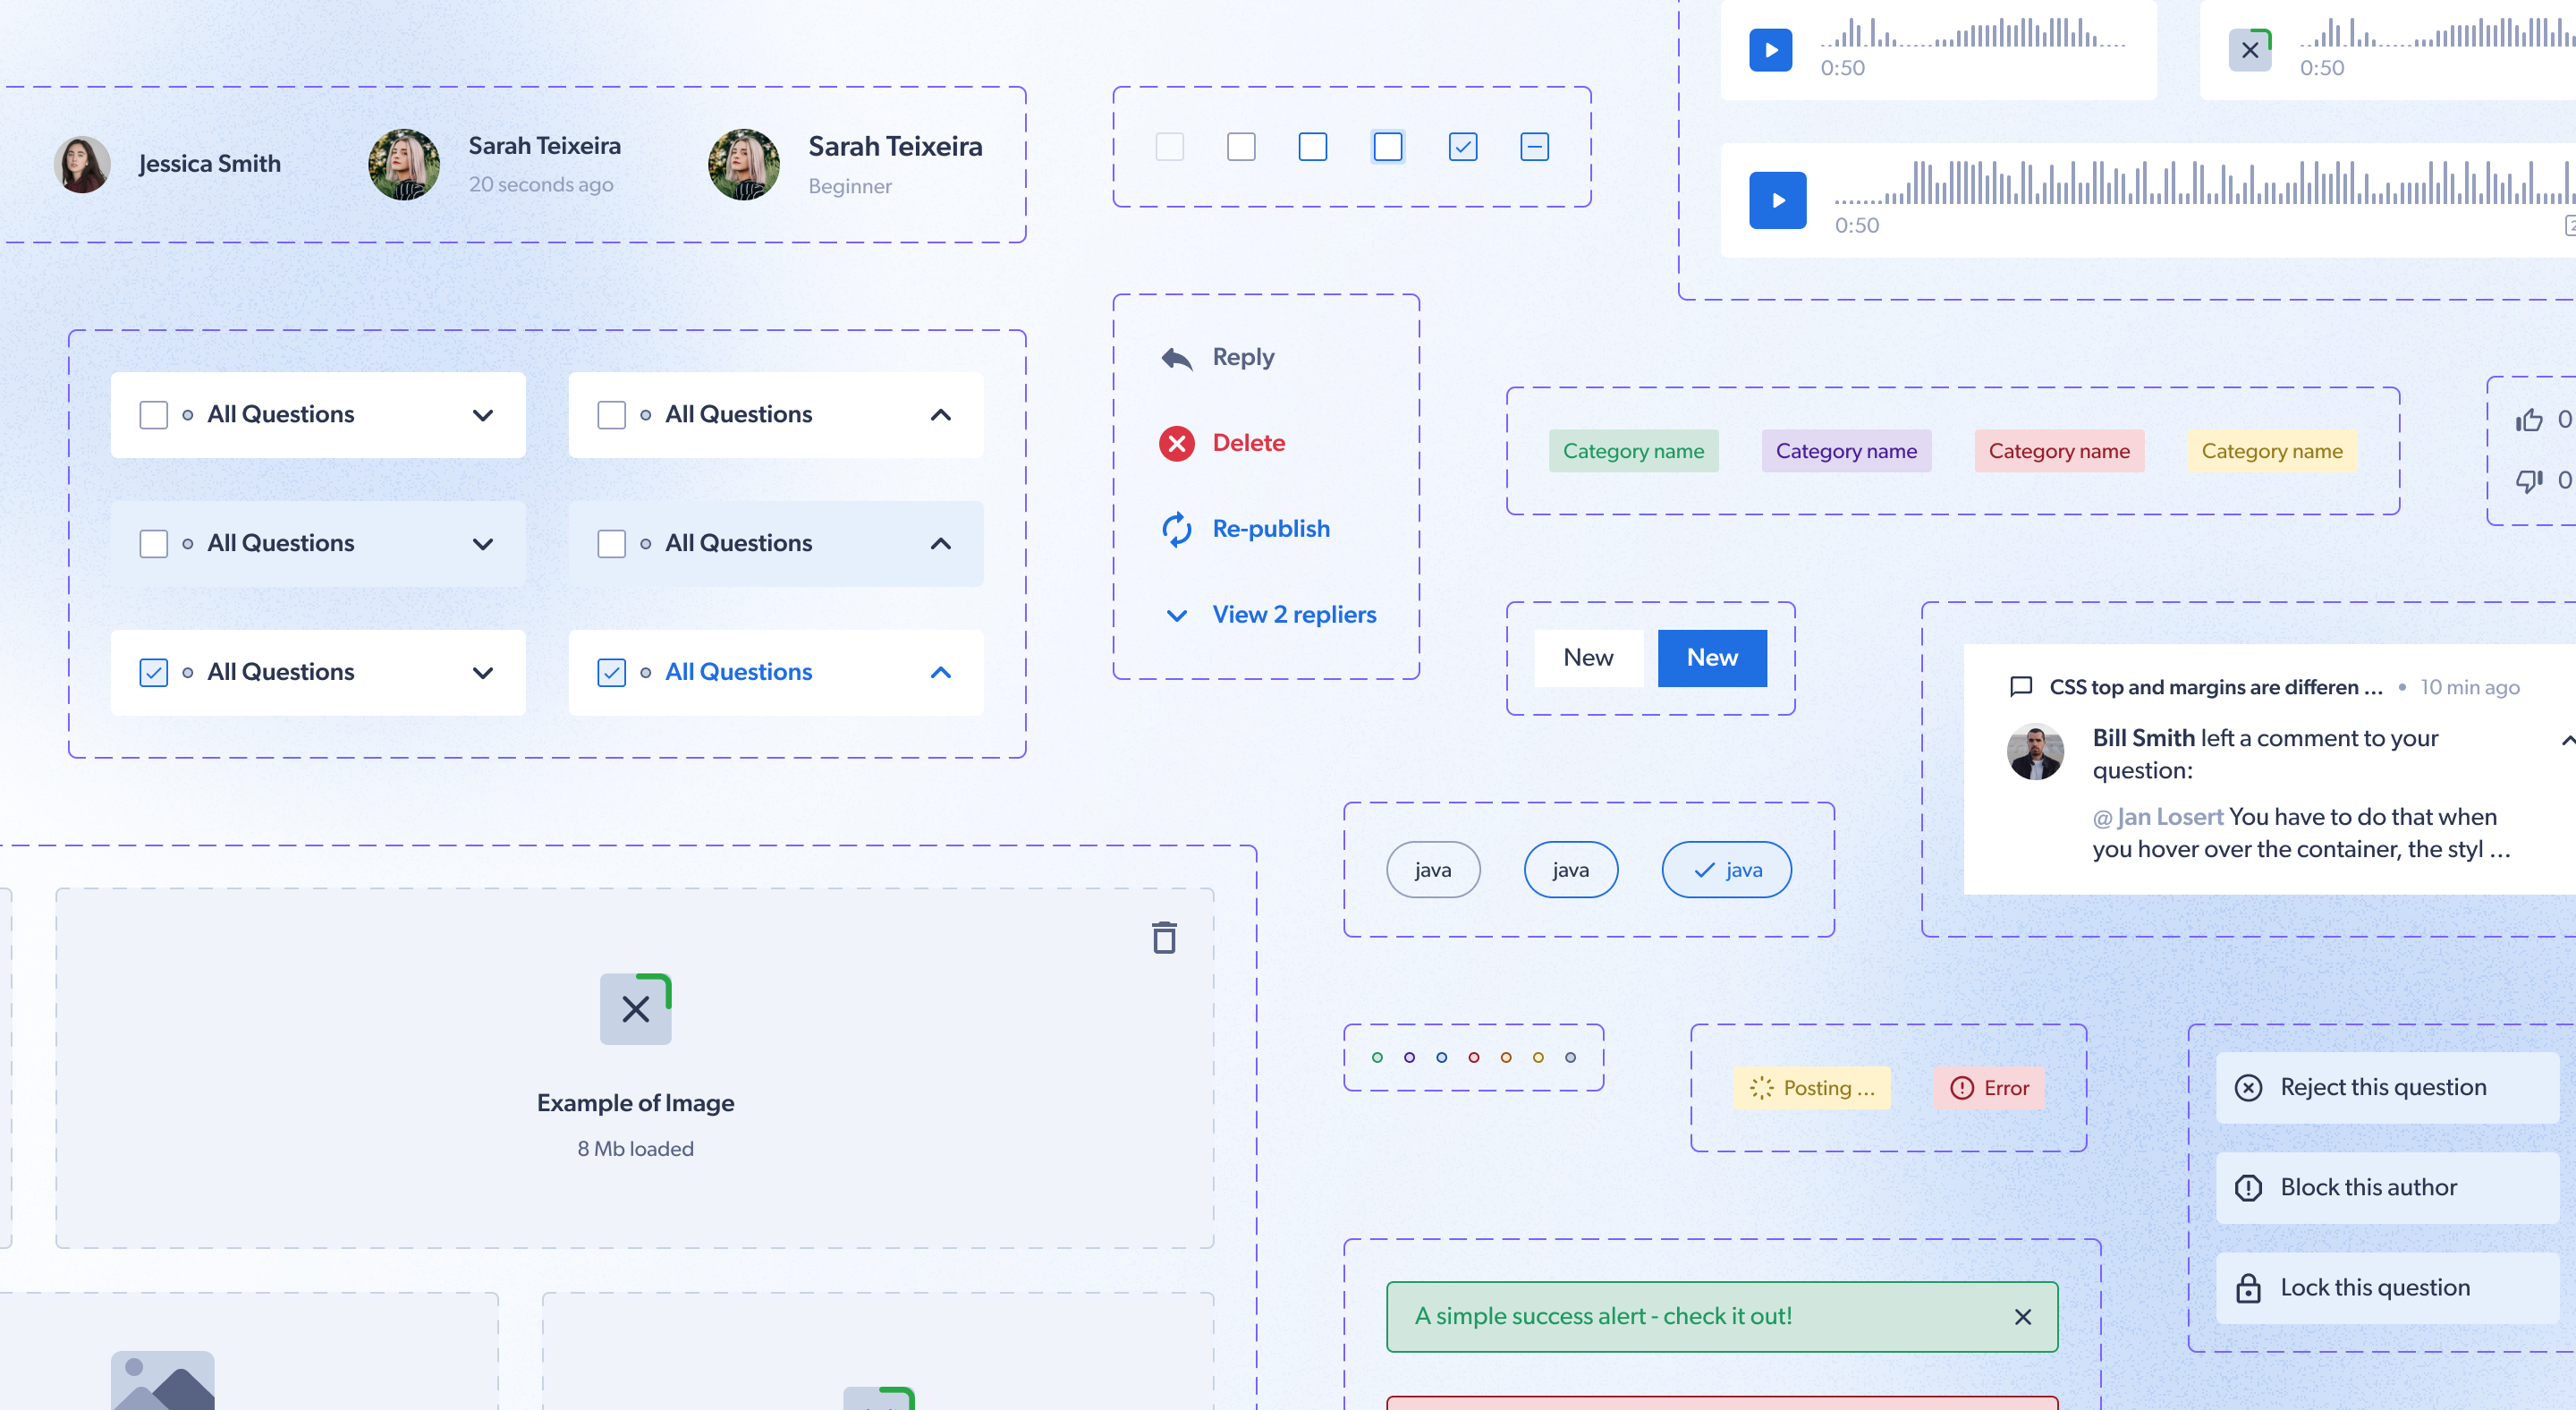 0:50
0:50
Jessica Smith
Sarah Teixeira
20 seconds ago
Sarah Teixeira
Beginner
0:50
All Questions
All Questions
All Questions
All Questions
All Questions
All Questions
Reply
Delete
Re-publish
View 2 repliers
Category name
Category name
Category name
Category name
0
0
New
New
CSS top and margins are differen ... • 10 min ago
Bill Smith left a comment to your
question:
@ Jan Losert You have to do that when
you hover over the container, the styl ...
java
java
java
Example of Image
8 Mb loaded
Posting ...
Error
Reject this question
Block this author
Lock this question
A simple success alert - check it out!